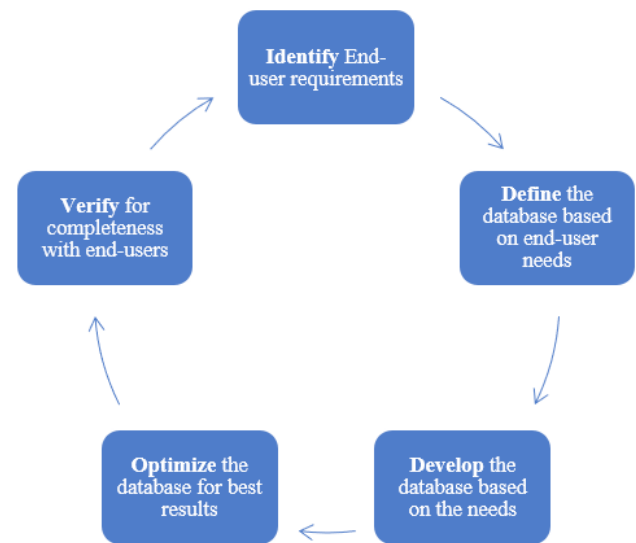 Identify End-
user requirements
Define the
database based
on end-user
needs
Develop the
database based
on the needs
Optimize the
database for best
results
Verify for
completeness
with end-users